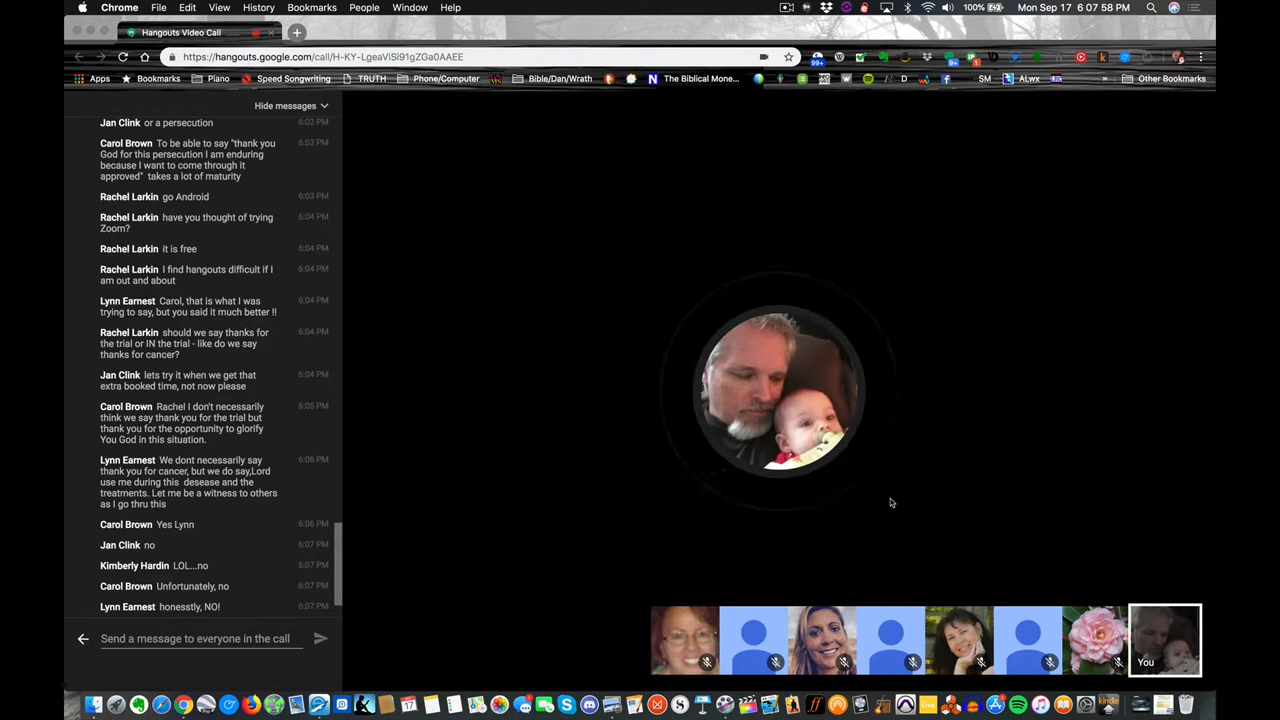 Chrome File Edit View History Bookmarks People Window Help 100% Mon Sep 17 6:07:58 PM
Hangouts Video Call
https://hangouts.google.com/call/H-KY-LgeaVlSi91gZGa0AAEE
Apps Bookmarks Piano Speed Songwriting TRUTH Phone/Computer Bible/Dan/Wrath The Biblical Mone... SM ALwx Other Bookmarks
Hide messages
Jan Clink or a persecution 6:02 PM
Carol Brown To be able to say "thank you 6:03 PM
God for this persecution I am enduring
because I want to come through it
approved" takes a lot of maturity
Rachel Larkin go Android 6:03 PM
Rachel Larkin have you thought of trying 6:04 PM
Zoom?
Rachel Larkin it is free 6:04 PM
Rachel Larkin I find hangouts difficult if I 6:04 PM
am out and about
Lynn Earnest Carol, that is what I was 6:04 PM
trying to say, but you said it much better !!
Rachel Larkin should we say thanks for 6:04 PM
the trial or IN the trial - like do we say
thanks for cancer?
Jan Clink lets try it when we get that 6:04 PM
extra booked time, not now please
Carol Brown Rachel I don't necessarily 6:05 PM
think we say thank you for the trial but
thank you for the opportunity to glorify
You God in this situation.
Lynn Earnest We dont necessarily say 6:06 PM
thank you for cancer, but we do say,Lord
use me during this desease and the
treatments. Let me be a witness to others
as I go thru this
Carol Brown Yes Lynn 6:06 PM
Jan Clink no 6:07 PM
Kimberly Hardin LOL...no 6:07 PM
Carol Brown Unfortunately, no 6:07 PM
Lynn Earnest honesstly, NO! 6:07 PM
Send a message to everyone in the call
You